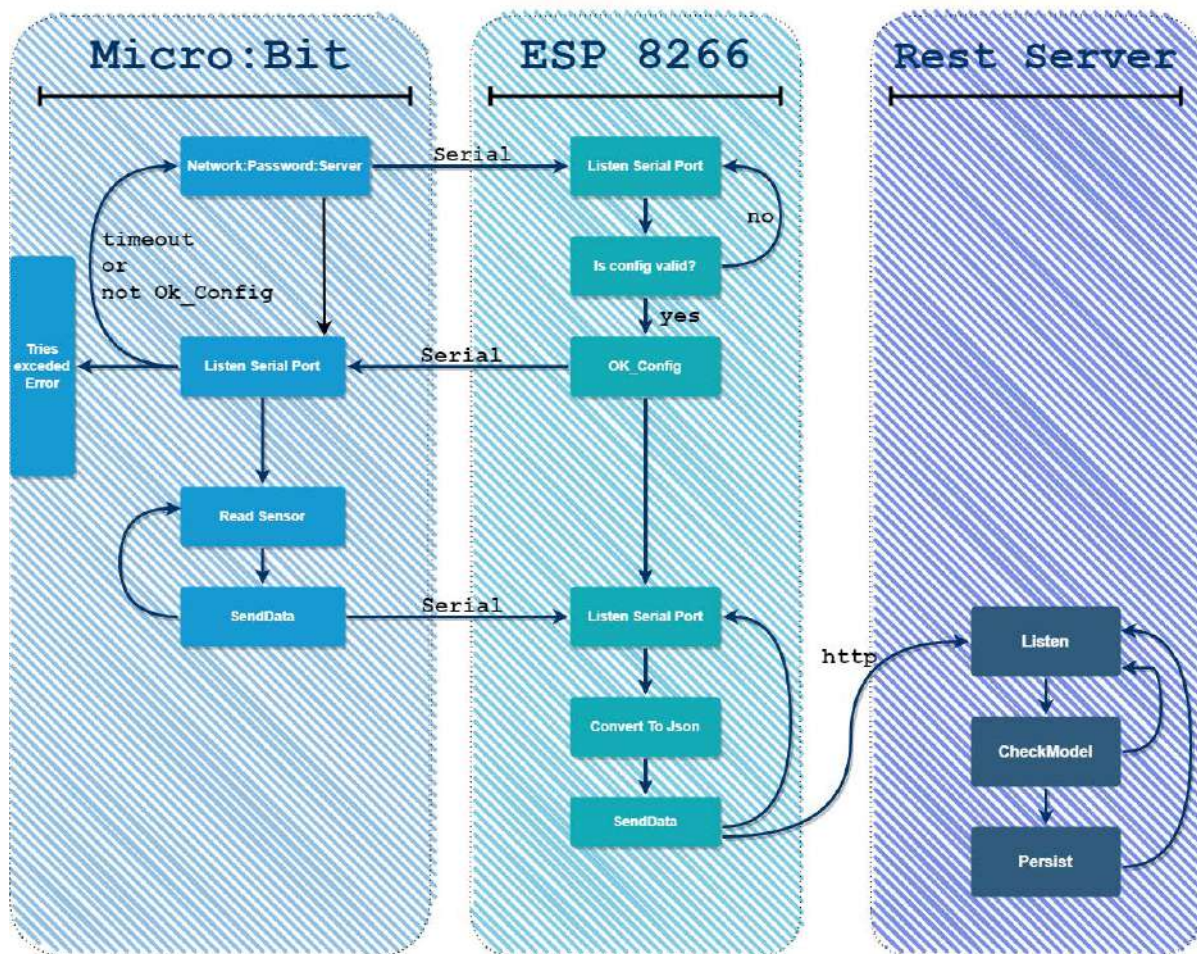 Micro:Bit
ESP 8266
Rest Server
Network:Password:Server
Serial
Listen Serial Port
no
timeout
or
not Ok_Config
Is config valid?
yes
Tries
exceded
Error
Listen Serial Port
Serial
OK_Config
Read Sensor
SendData
Serial
Listen Serial Port
http
Listen
Convert To Json
CheckModel
SendData
Persist